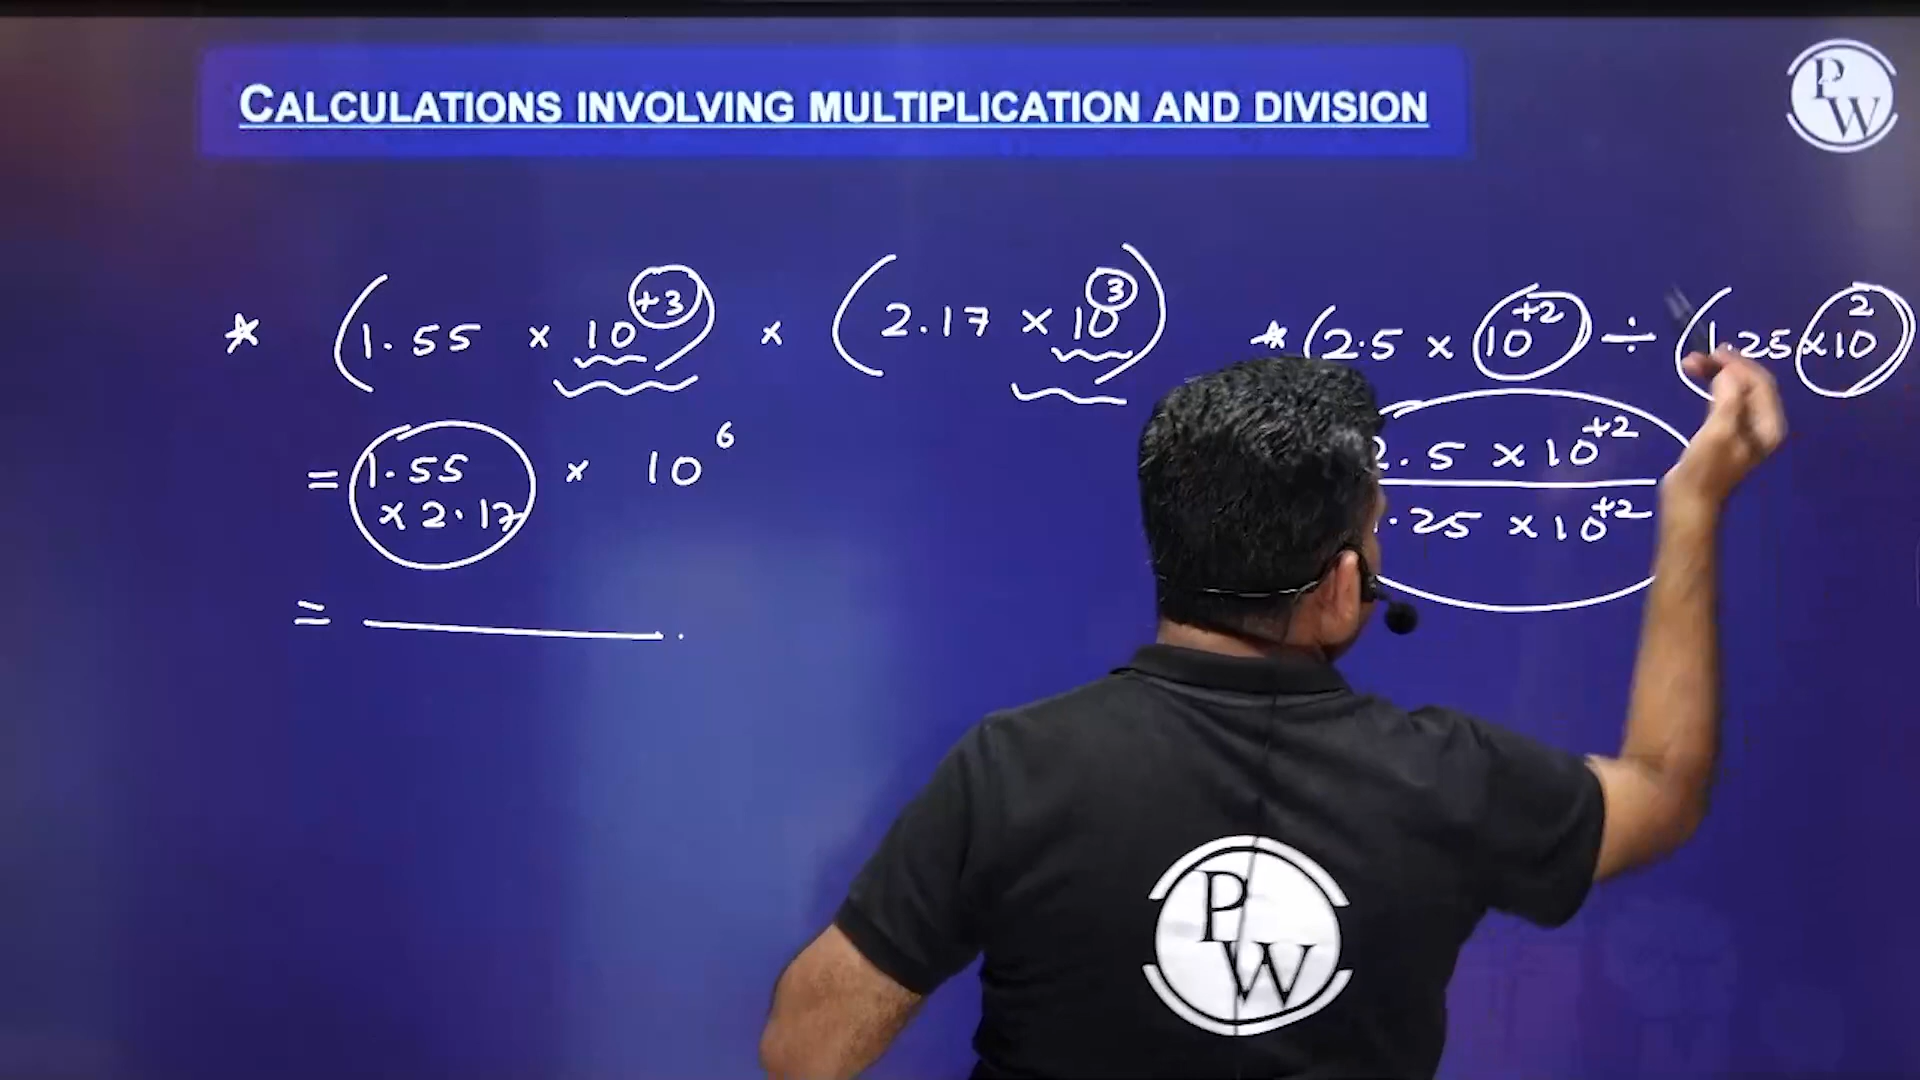 CALCULATIONS INVOLVING MULTIPLICATION AND DIVISION
PW
* (1.55 × 10⁺³) × (2.17 × 10³)
= 1.55 × 10⁶
× 2.17
= ______.
* (2.5 × 10⁺²) ÷ (1.25 × 10²)
2.5 × 10⁺²
.25 × 10⁺²
PW